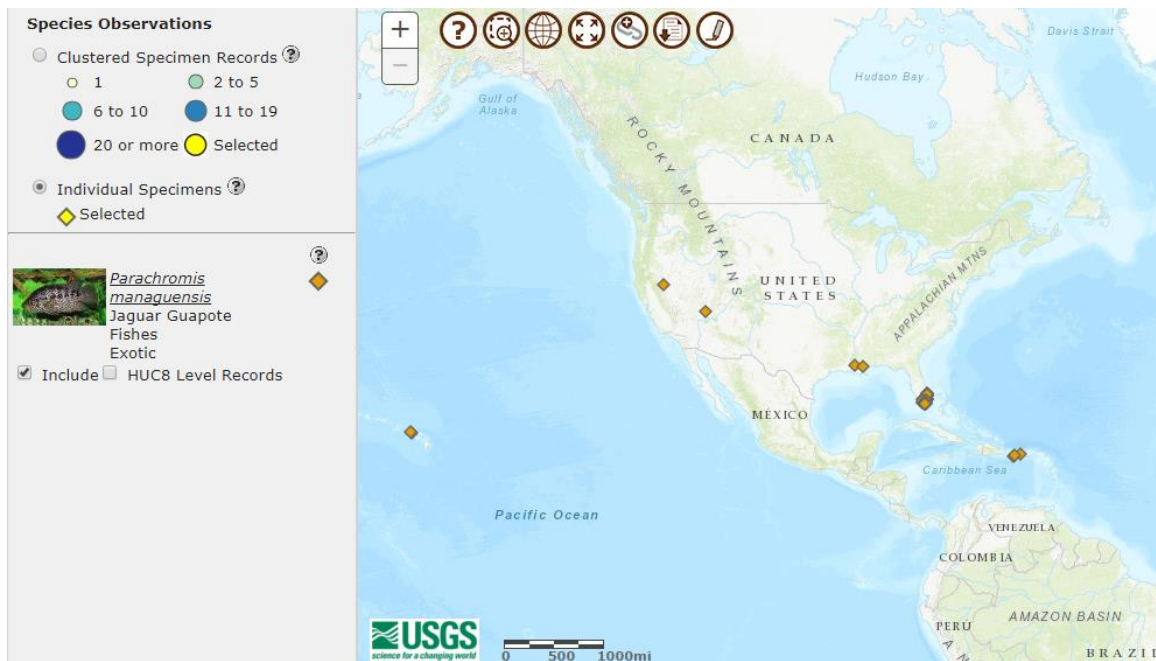 Species Observations
Clustered Specimen Records ?
1
2 to 5
6 to 10
11 to 19
20 or more
Selected
Individual Specimens ?
Selected
?
Parachromis
managuensis
Jaguar Guapote
Fishes
Exotic
Include
HUC8 Level Records
+
−
?
Davis Strait
Hudson Bay
Gulf of
Alaska
CANADA
ROCKY MOUNTAINS
UNITED
STATES
APPALACHIAN MTNS
MÉXICO
Caribbean Sea
Pacific Ocean
VENEZUELA
COLOMBIA
AMAZON BASIN
PERÚ
BRAZI
A N
USGS
science for a changing world
0 500 1000mi